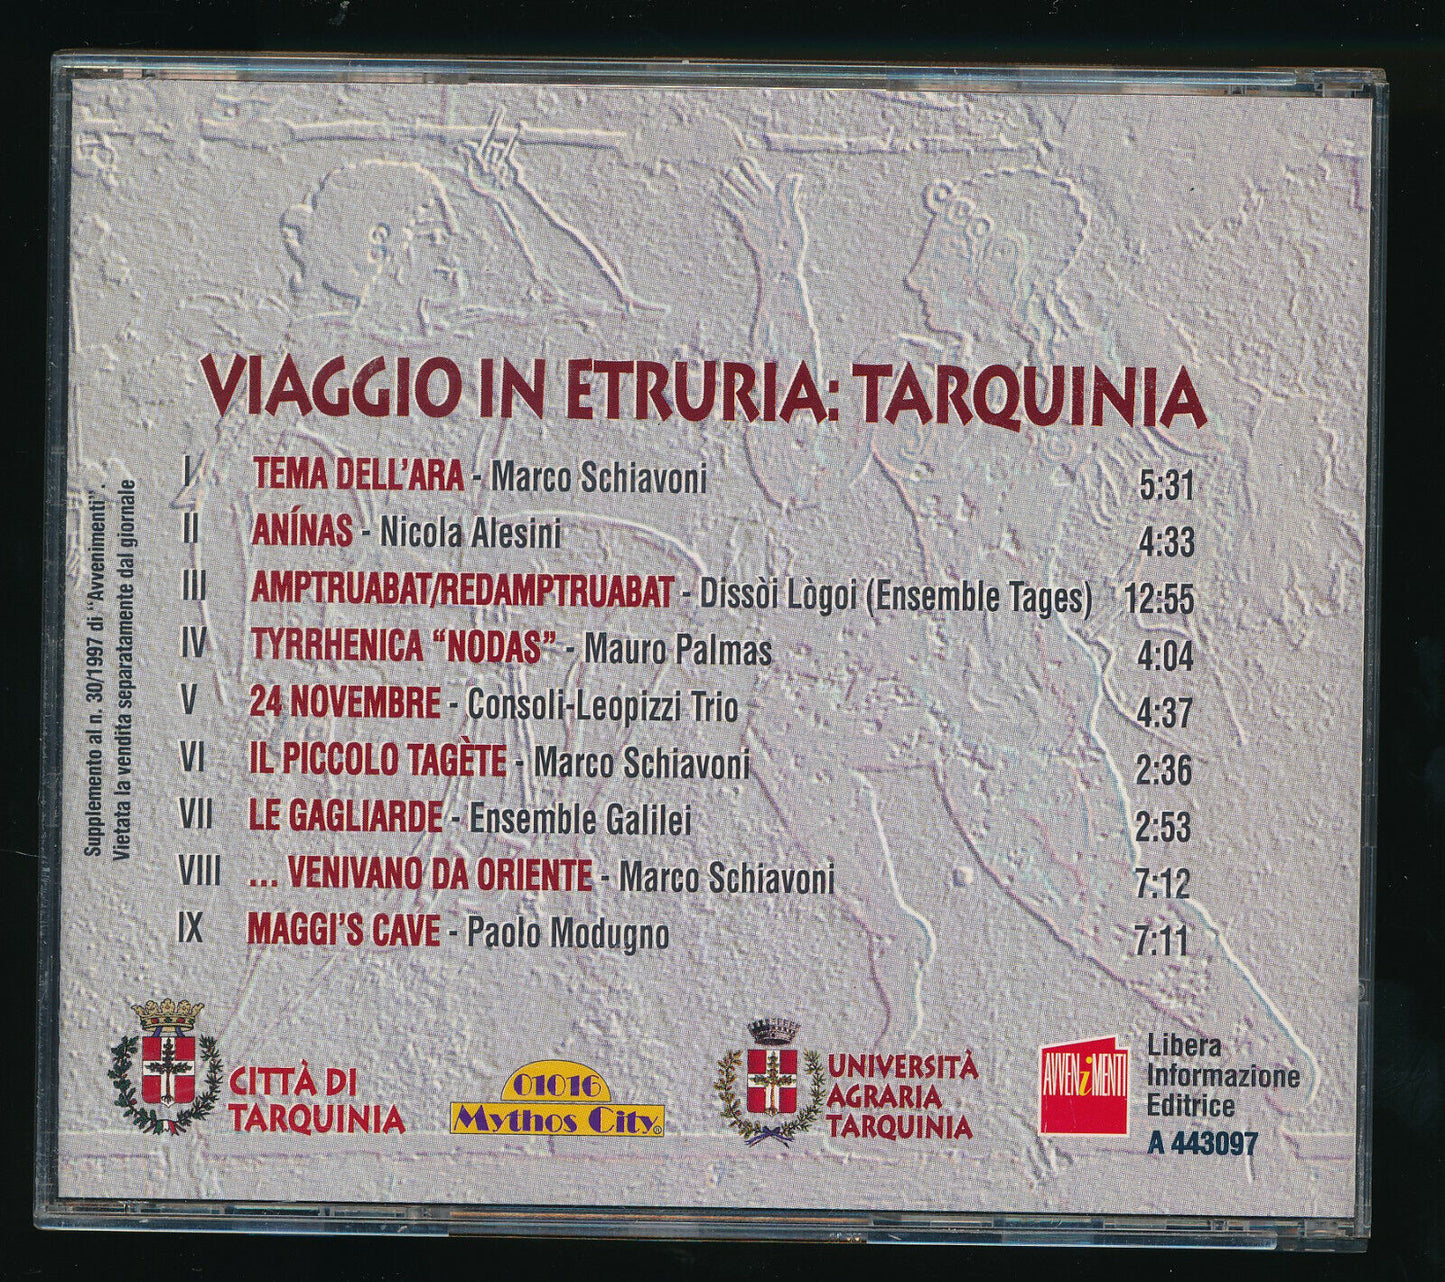 VIAGGIO IN ETRURIA: TARQUINIA
I TEMA DELL'ARA - Marco Schiavoni 5:31
II ANÍNAS - Nicola Alesini 4:33
III AMPTRUABAT/REDAMPTRUABAT - Dissòi Lògoi (Ensemble Tages) 12:55
IV TYRRHENICA “NODAS” - Mauro Palmas 4:04
V 24 NOVEMBRE - Consoli-Leopizzi Trio 4:37
VI IL PICCOLO TAGÈTE - Marco Schiavoni 2:36
VII LE GAGLIARDE - Ensemble Galilei 2:53
VIII ... VENIVANO DA ORIENTE - Marco Schiavoni 7:12
IX MAGGI'S CAVE - Paolo Modugno 7:11
Supplemento al n. 30/1997 di “Avvenimenti”.
Vietata la vendita separatamente dal giornale
CITTÀ DI
TARQUINIA
01016
Mythos City®
UNIVERSITÀ
AGRARIA
TARQUINIA
AVVENiMENTI
Libera
Informazione
Editrice
A 443097